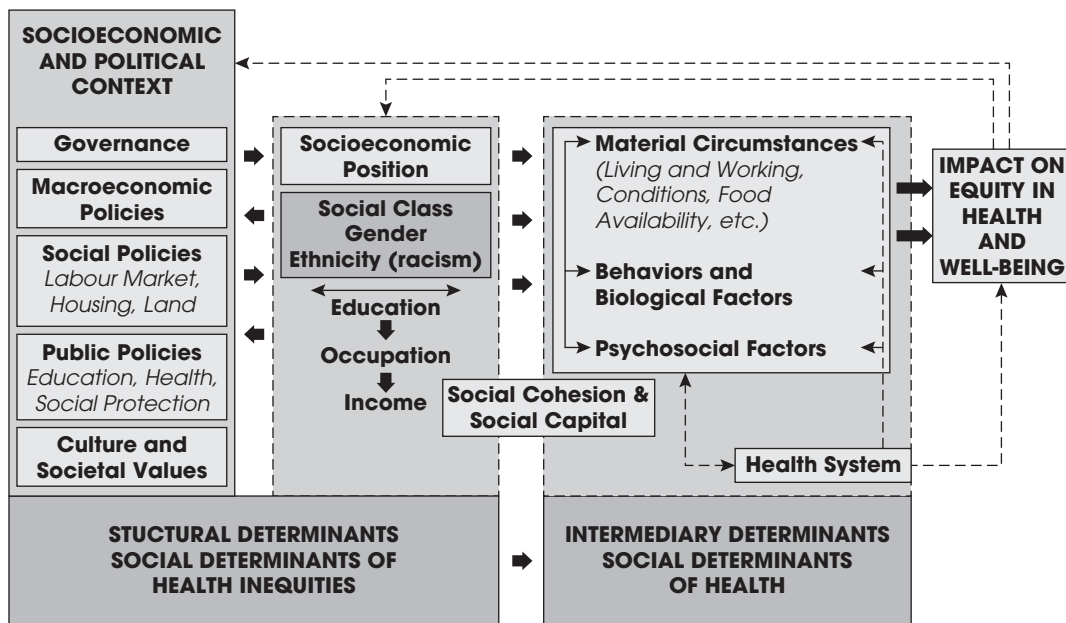 SOCIOECONOMIC
AND POLITICAL
CONTEXT
Governance
Macroeconomic
Policies
Social Policies
Labour Market,
Housing, Land
Public Policies
Education, Health,
Social Protection
Culture and
Societal Values
Socioeconomic
Position
Social Class
Gender
Ethnicity (racism)
Education
Occupation
Income
Social Cohesion &
Social Capital
Material Circumstances
(Living and Working,
Conditions, Food
Availability, etc.)
Behaviors and
Biological Factors
Psychosocial Factors
Health System
IMPACT ON
EQUITY IN
HEALTH
AND
WELL-BEING
STUCTURAL DETERMINANTS
SOCIAL DETERMINANTS OF
HEALTH INEQUITIES
INTERMEDIARY DETERMINANTS
SOCIAL DETERMINANTS
OF HEALTH